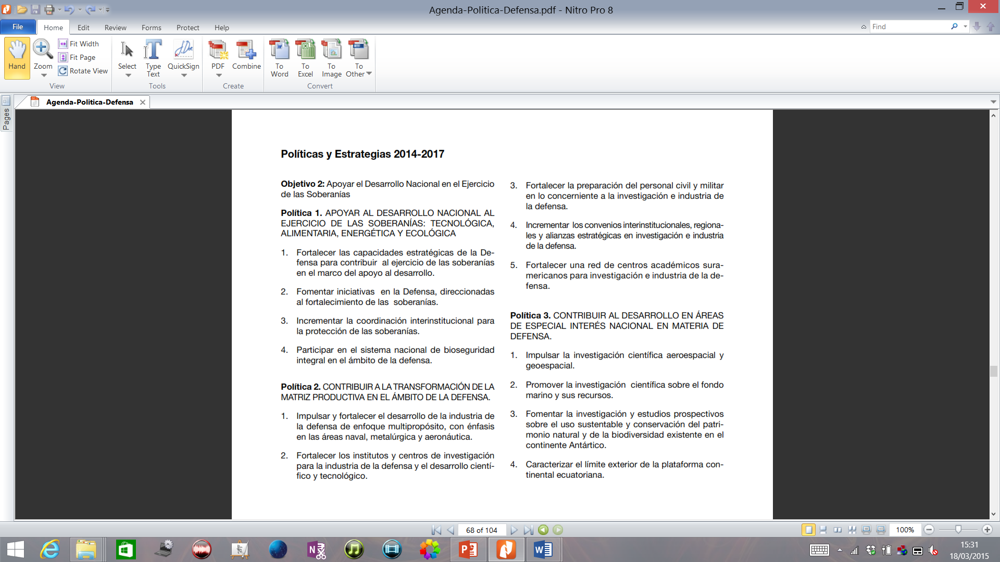 Agenda-Politica-Defensa.pdf - Nitro Pro 8
File
Home
Edit
Review
Forms
Protect
Help
Find
Hand
Zoom
Fit Width
Fit Page
Rotate View
View
Select
Type
Text
QuickSign
Tools
PDF
Combine
Create
To
Word
To
Excel
To
Image
To
Other
Convert
Pages
Agenda-Politica-Defensa
Políticas y Estrategias 2014-2017
Objetivo 2: Apoyar el Desarrollo Nacional en el Ejercicio
de las Soberanías
Política 1. APOYAR AL DESARROLLO NACIONAL AL
EJERCICIO DE LAS SOBERANÍAS: TECNOLÓGICA,
ALIMENTARIA, ENERGÉTICA Y ECOLÓGICA
1. Fortalecer las capacidades estratégicas de la De-
fensa para contribuir al ejercicio de las soberanías
en el marco del apoyo al desarrollo.
2. Fomentar iniciativas en la Defensa, direccionadas
al fortalecimiento de las soberanías.
3. Incrementar la coordinación interinstitucional para
la protección de las soberanías.
4. Participar en el sistema nacional de bioseguridad
integral en el ámbito de la defensa.
Política 2. CONTRIBUIR A LA TRANSFORMACIÓN DE LA
MATRIZ PRODUCTIVA EN EL ÁMBITO DE LA DEFENSA.
1. Impulsar y fortalecer el desarrollo de la industria de
la defensa de enfoque multipropósito, con énfasis
en las áreas naval, metalúrgica y aeronáutica.
2. Fortalecer los institutos y centros de investigación
para la industria de la defensa y el desarrollo cientí-
fico y tecnológico.
3. Fortalecer la preparación del personal civil y militar
en lo concerniente a la investigación e industria de
la defensa.
4. Incrementar los convenios interinstitucionales, regiona-
les y alianzas estratégicas en investigación e industria
de la defensa.
5. Fortalecer una red de centros académicos sura-
mericanos para investigación e industria de la de-
fensa.
Política 3. CONTRIBUIR AL DESARROLLO EN ÁREAS
DE ESPECIAL INTERÉS NACIONAL EN MATERIA DE
DEFENSA.
1. Impulsar la investigación científica aeroespacial y
geoespacial.
2. Promover la investigación científica sobre el fondo
marino y sus recursos.
3. Fomentar la investigación y estudios prospectivos
sobre el uso sustentable y conservación del patri-
monio natural y de la biodiversidad existente en el
continente Antártico.
4. Caracterizar el límite exterior de la plataforma con-
tinental ecuatoriana.
68 of 104
100%
15:31
18/03/2015